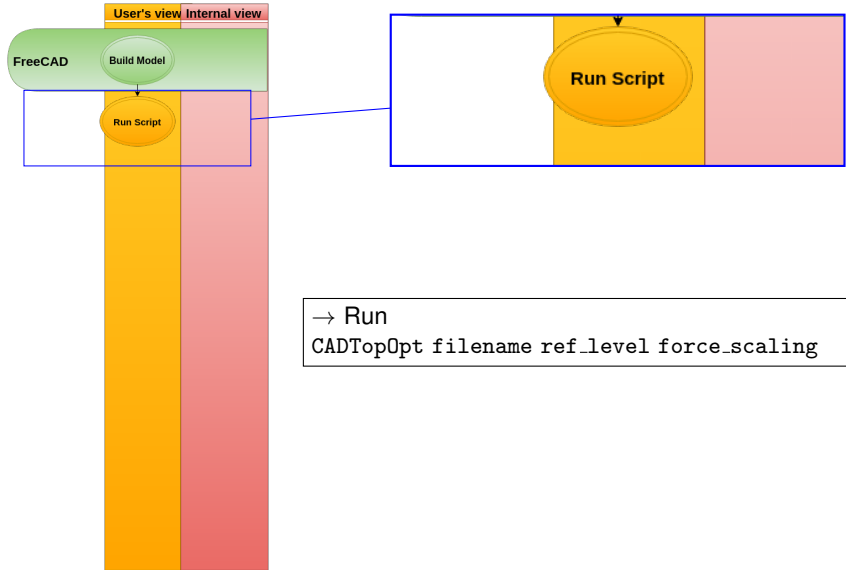 User's view
Internal view
FreeCAD
Build Model
Run Script
Run Script
→ Run
CADTopOpt filename ref_level force_scaling